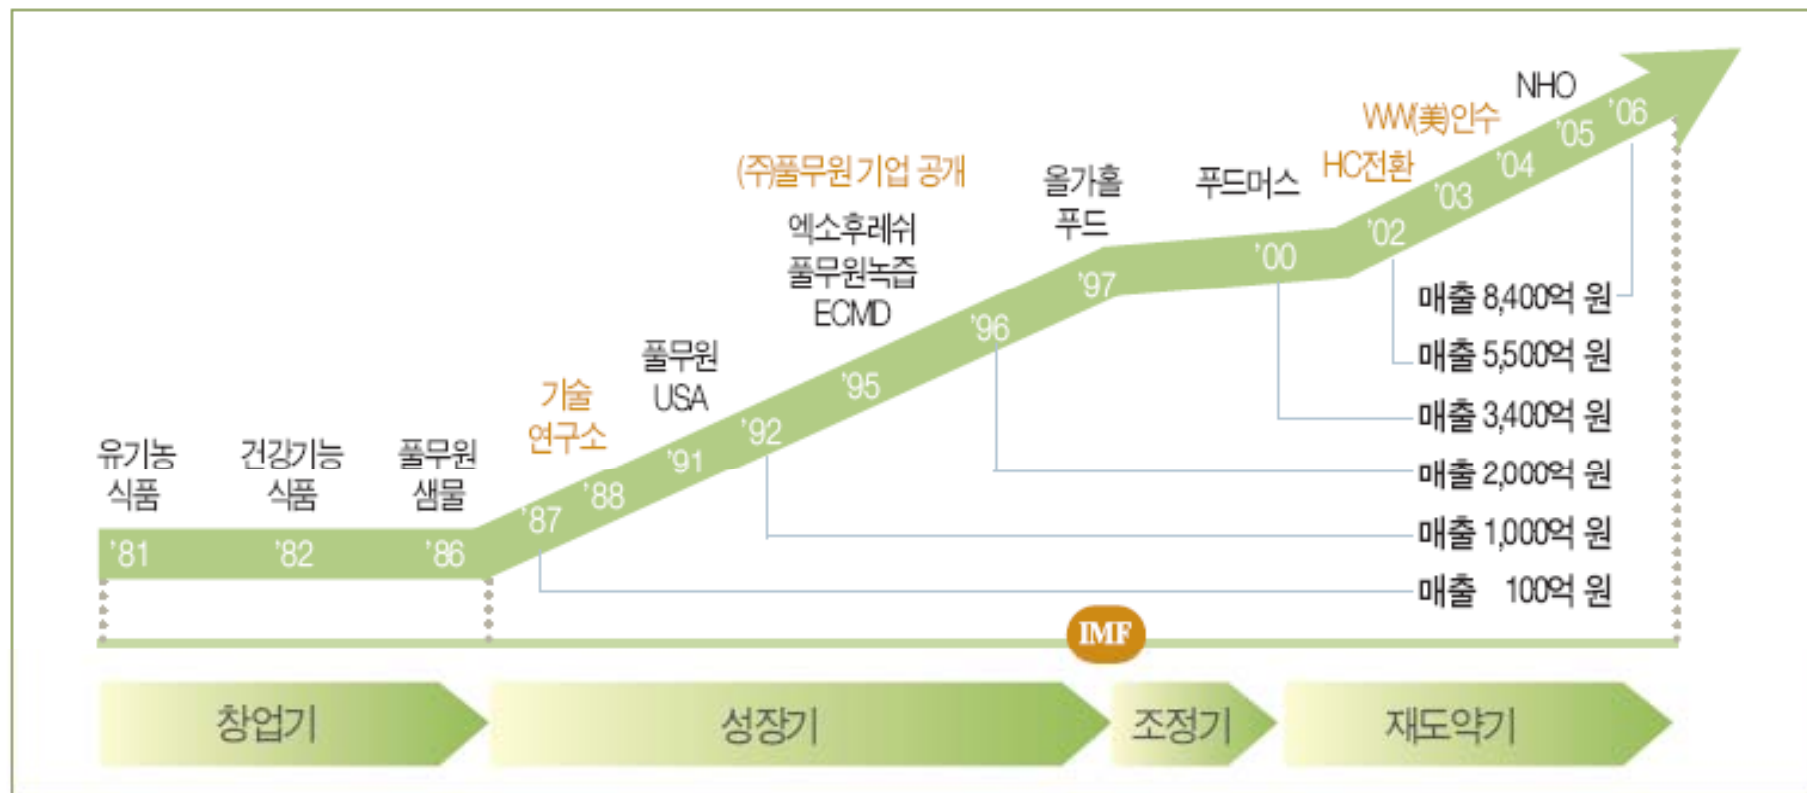 NHO
WW(美)인수
HC전환
(주)풀무원 기업 공개
올가홀
푸드
푸드머스
엑소후레쉬
풀무원녹즙
ECMD
풀무원
USA
기술
연구소
유기농
식품
건강기능
식품
풀무원
샘물
'81
'82
'86
'87
'88
'91
'92
'95
'96
'97
'00
'02
'03
'04
'05
'06
매출 8,400억 원
매출 5,500억 원
매출 3,400억 원
매출 2,000억 원
매출 1,000억 원
매출 100억 원
IMF
창업기
성장기
조정기
재도약기